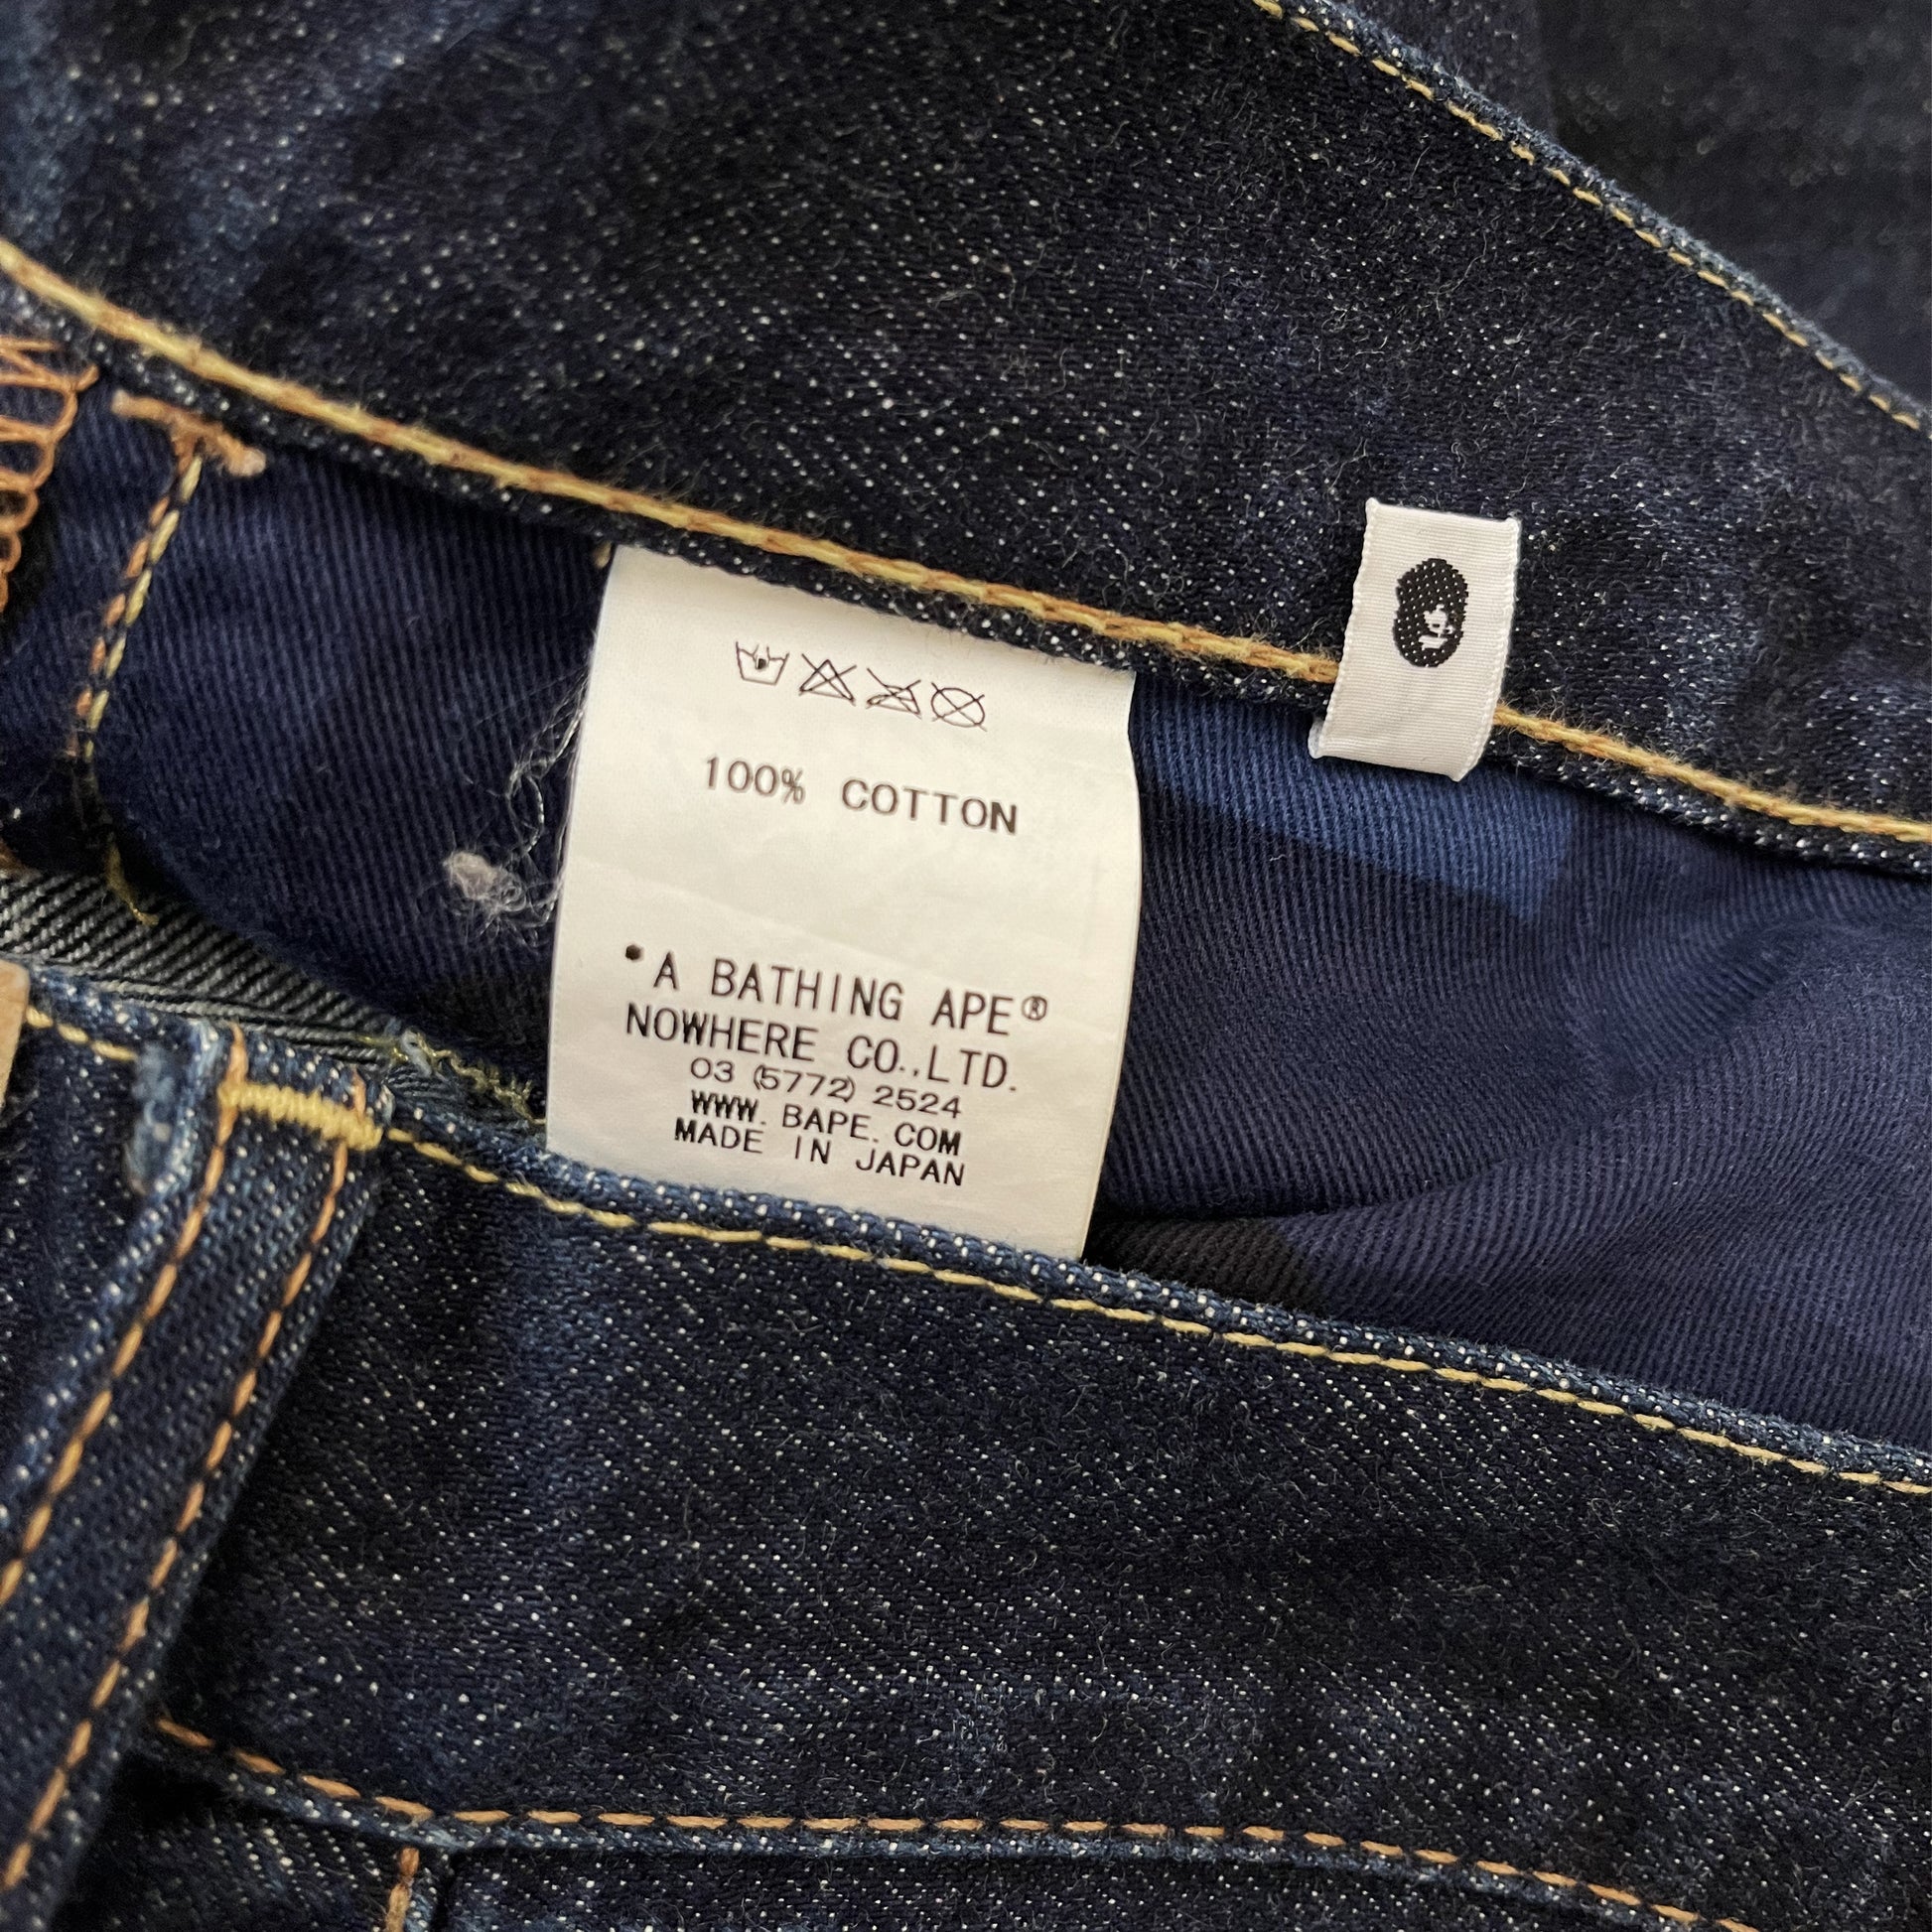 100% COTTON
•A BATHING APE®
NOWHERE CO.,LTD.
03 (5772) 2524
WWW. BAPE. COM
MADE IN JAPAN